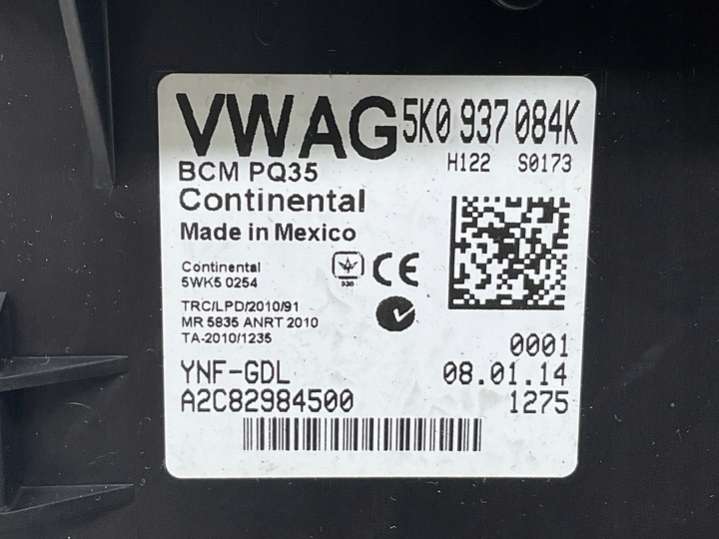 VWAG 5K0 937 084K
H122 S0173
BCM PQ35
Continental
Made in Mexico
Continental
5WK5 0254
CE
TRC/LPD/2010/91
MR 5835 ANRT 2010
TA-2010/1235
0001
YNF-GDL 08.01.14
A2C82984500 1275